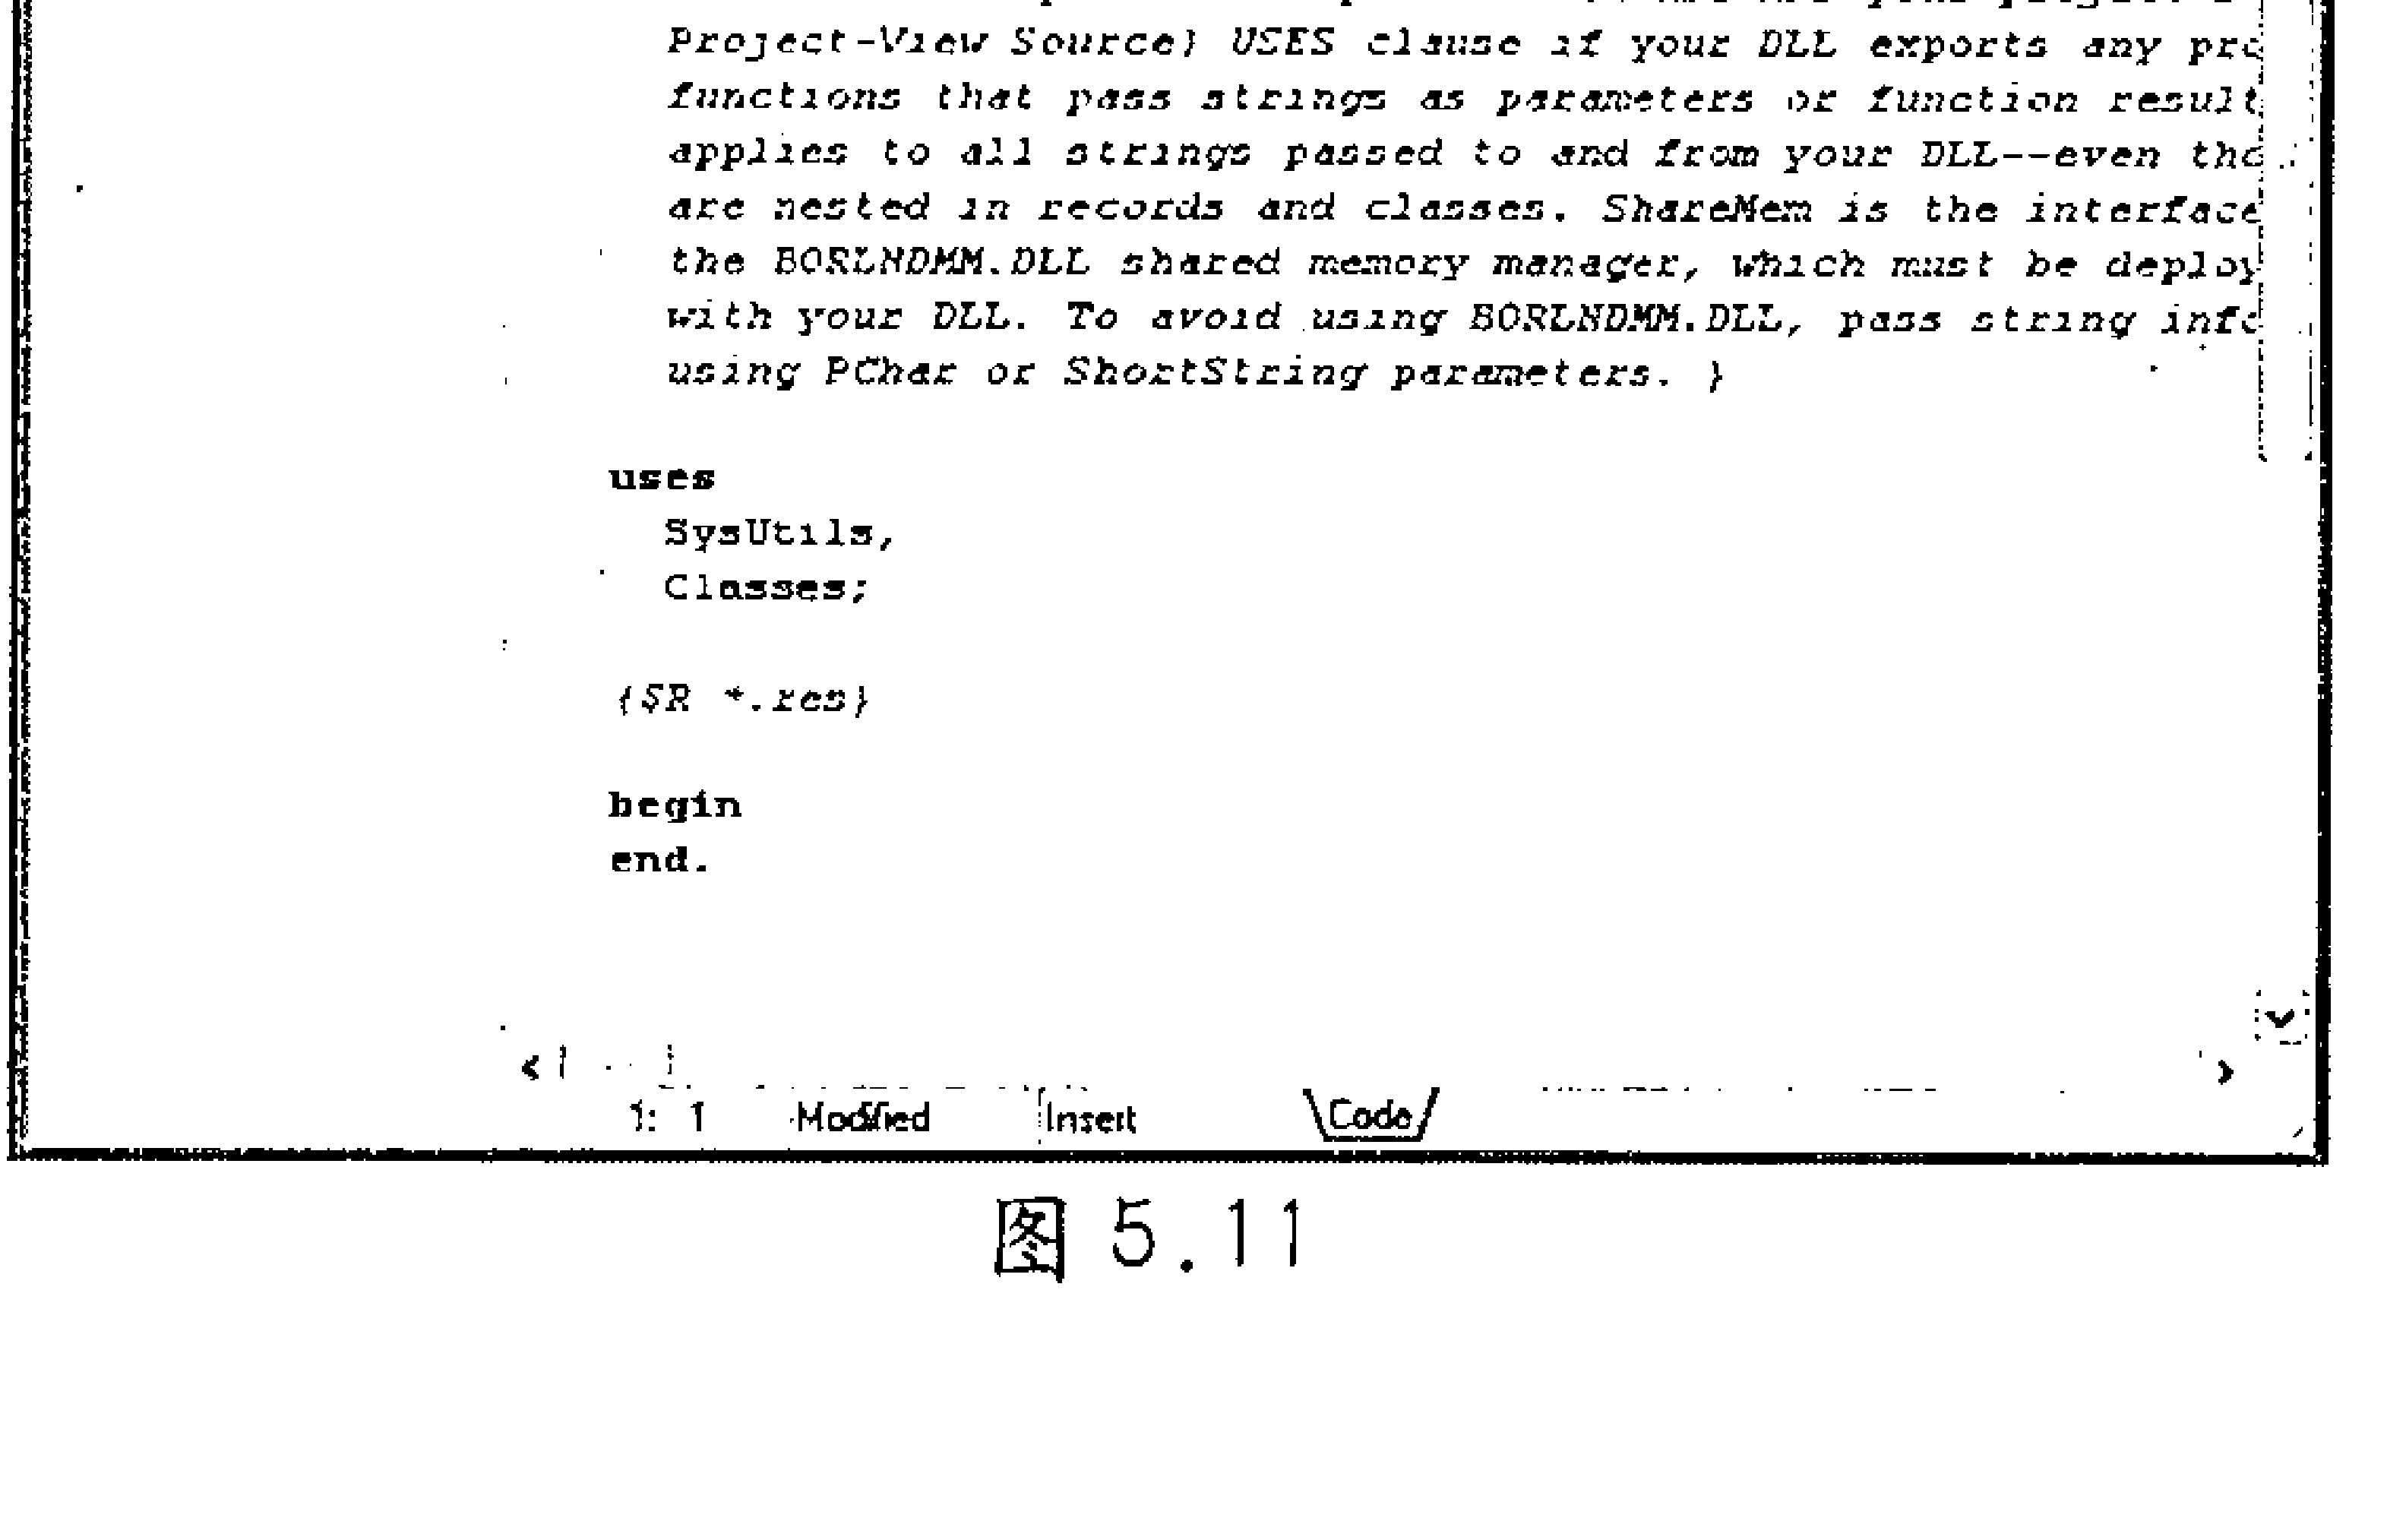 Project-View Source) USES clause if your DLL exports any pro
functions that pass strings as parameters or function result
applies to all strings passed to and from your DLL--even tho
are nested in records and classes. ShareMem is the interface
the BORLNDMM.DLL shared memory manager, which must be deploy
with your DLL. To avoid using BORLNDMM.DLL, pass string info
using PChar or ShortString parameters. }
uses
SysUtils,
Classes;
{$R *.res}
begin
end.
1: 1 Modified Insert Code
图 5.11